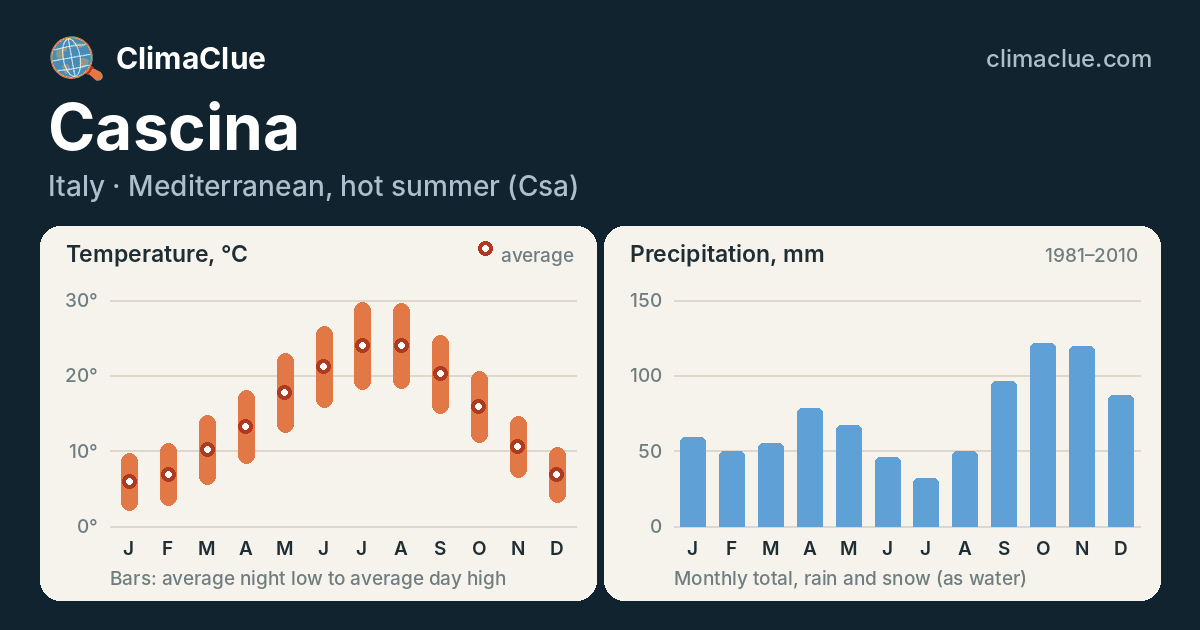 ClimaClue
climaclue.com
Cascina
Italy · Mediterranean, hot summer (Csa)
Temperature, °C
average
30°
20°
10°
0°
J F M A M J J A S O N D
Bars: average night low to average day high
Precipitation, mm
1981–2010
150
100
50
0
J F M A M J J A S O N D
Monthly total, rain and snow (as water)